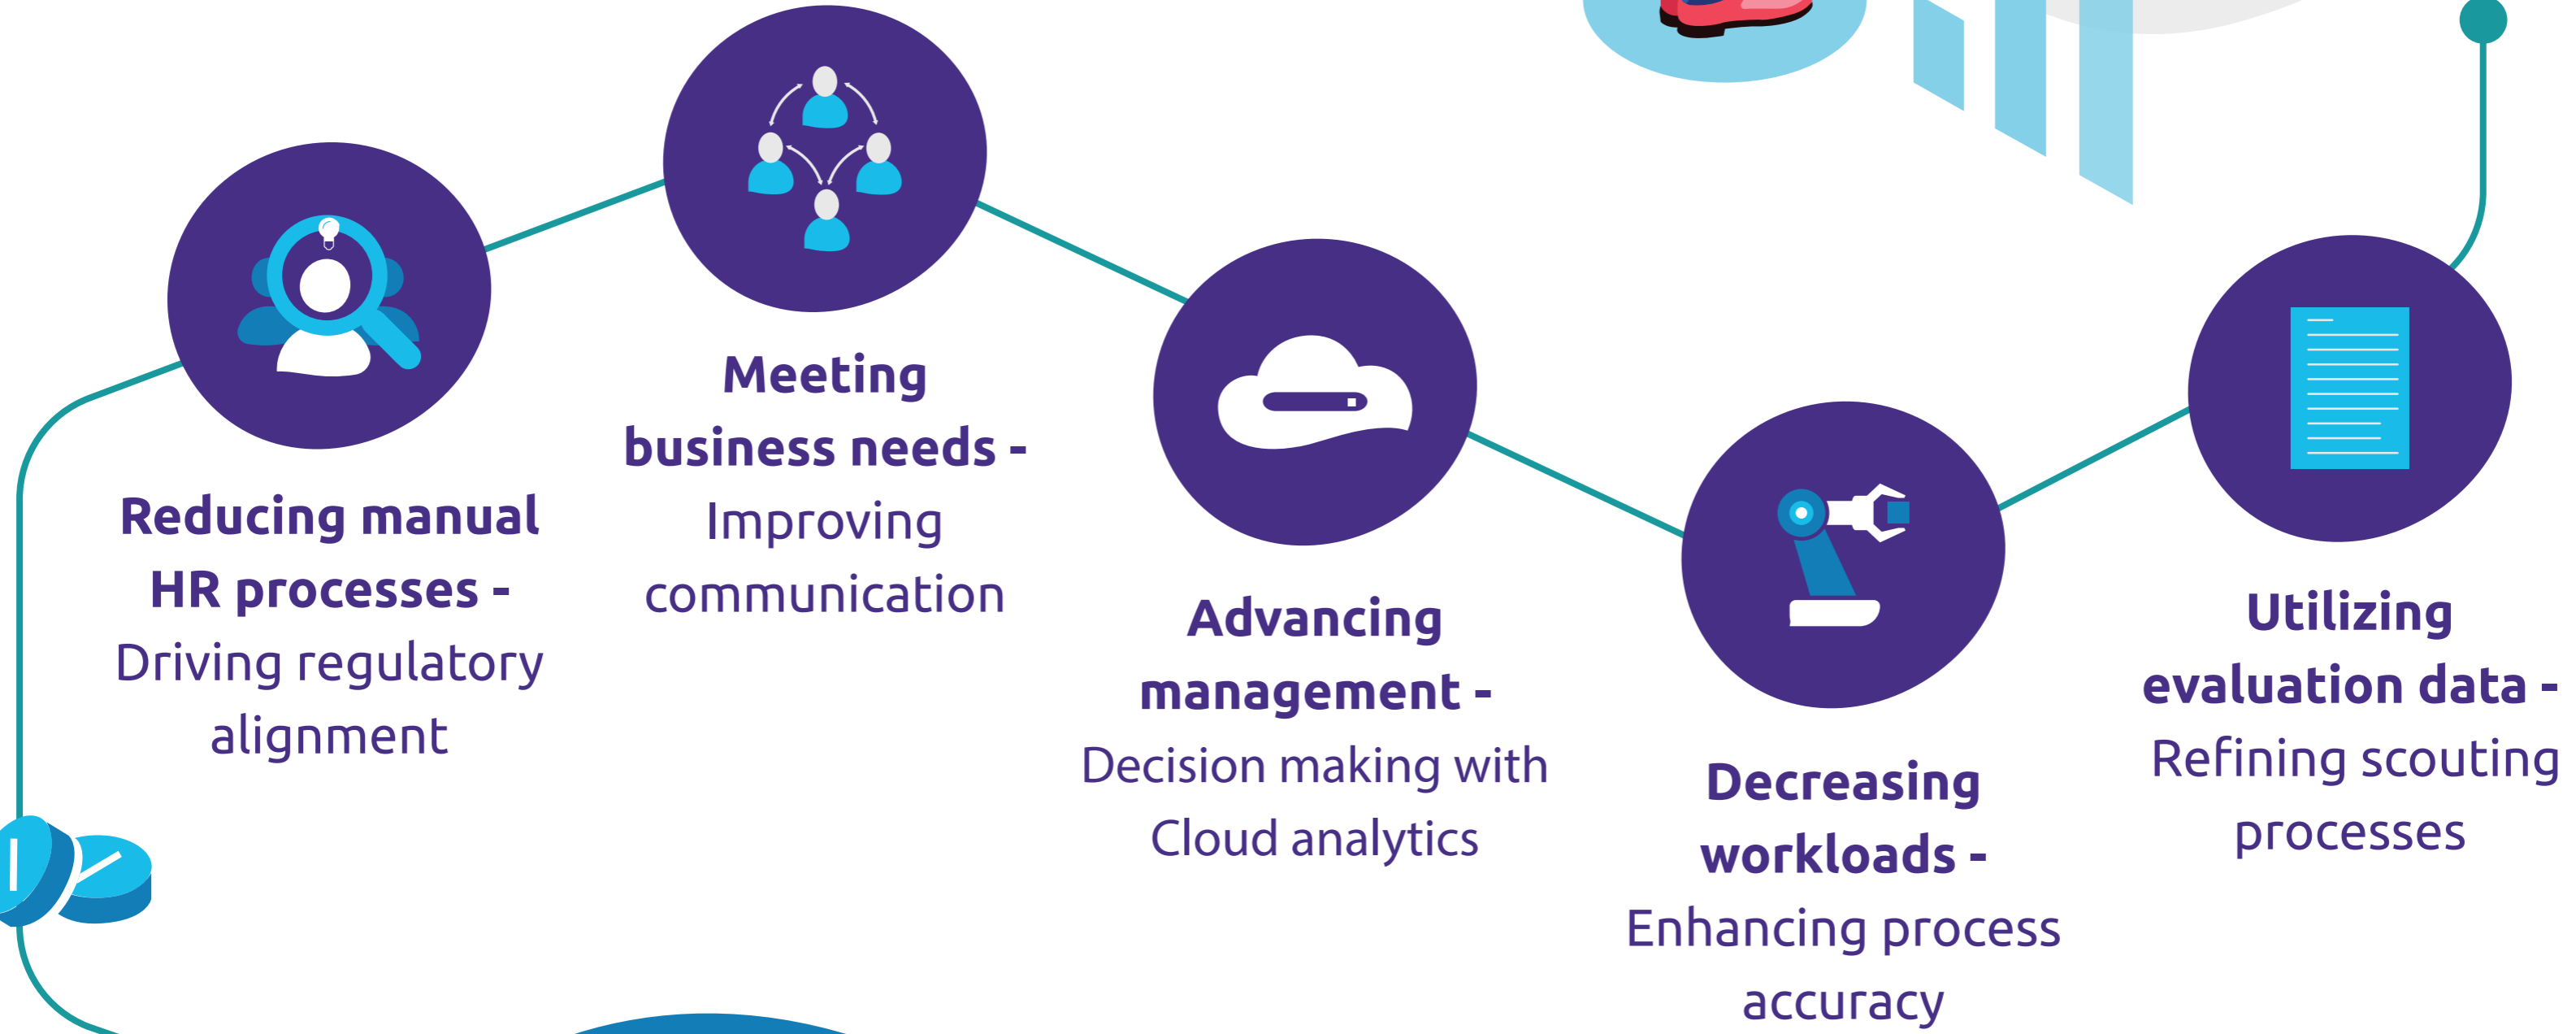 Reducing manual
HR processes -
Driving regulatory
alignment
Meeting
business needs -
Improving
communication
Advancing
management -
Decision making with
Cloud analytics
Decreasing
workloads -
Enhancing process
accuracy
Utilizing
evaluation data -
Refining scouting
processes